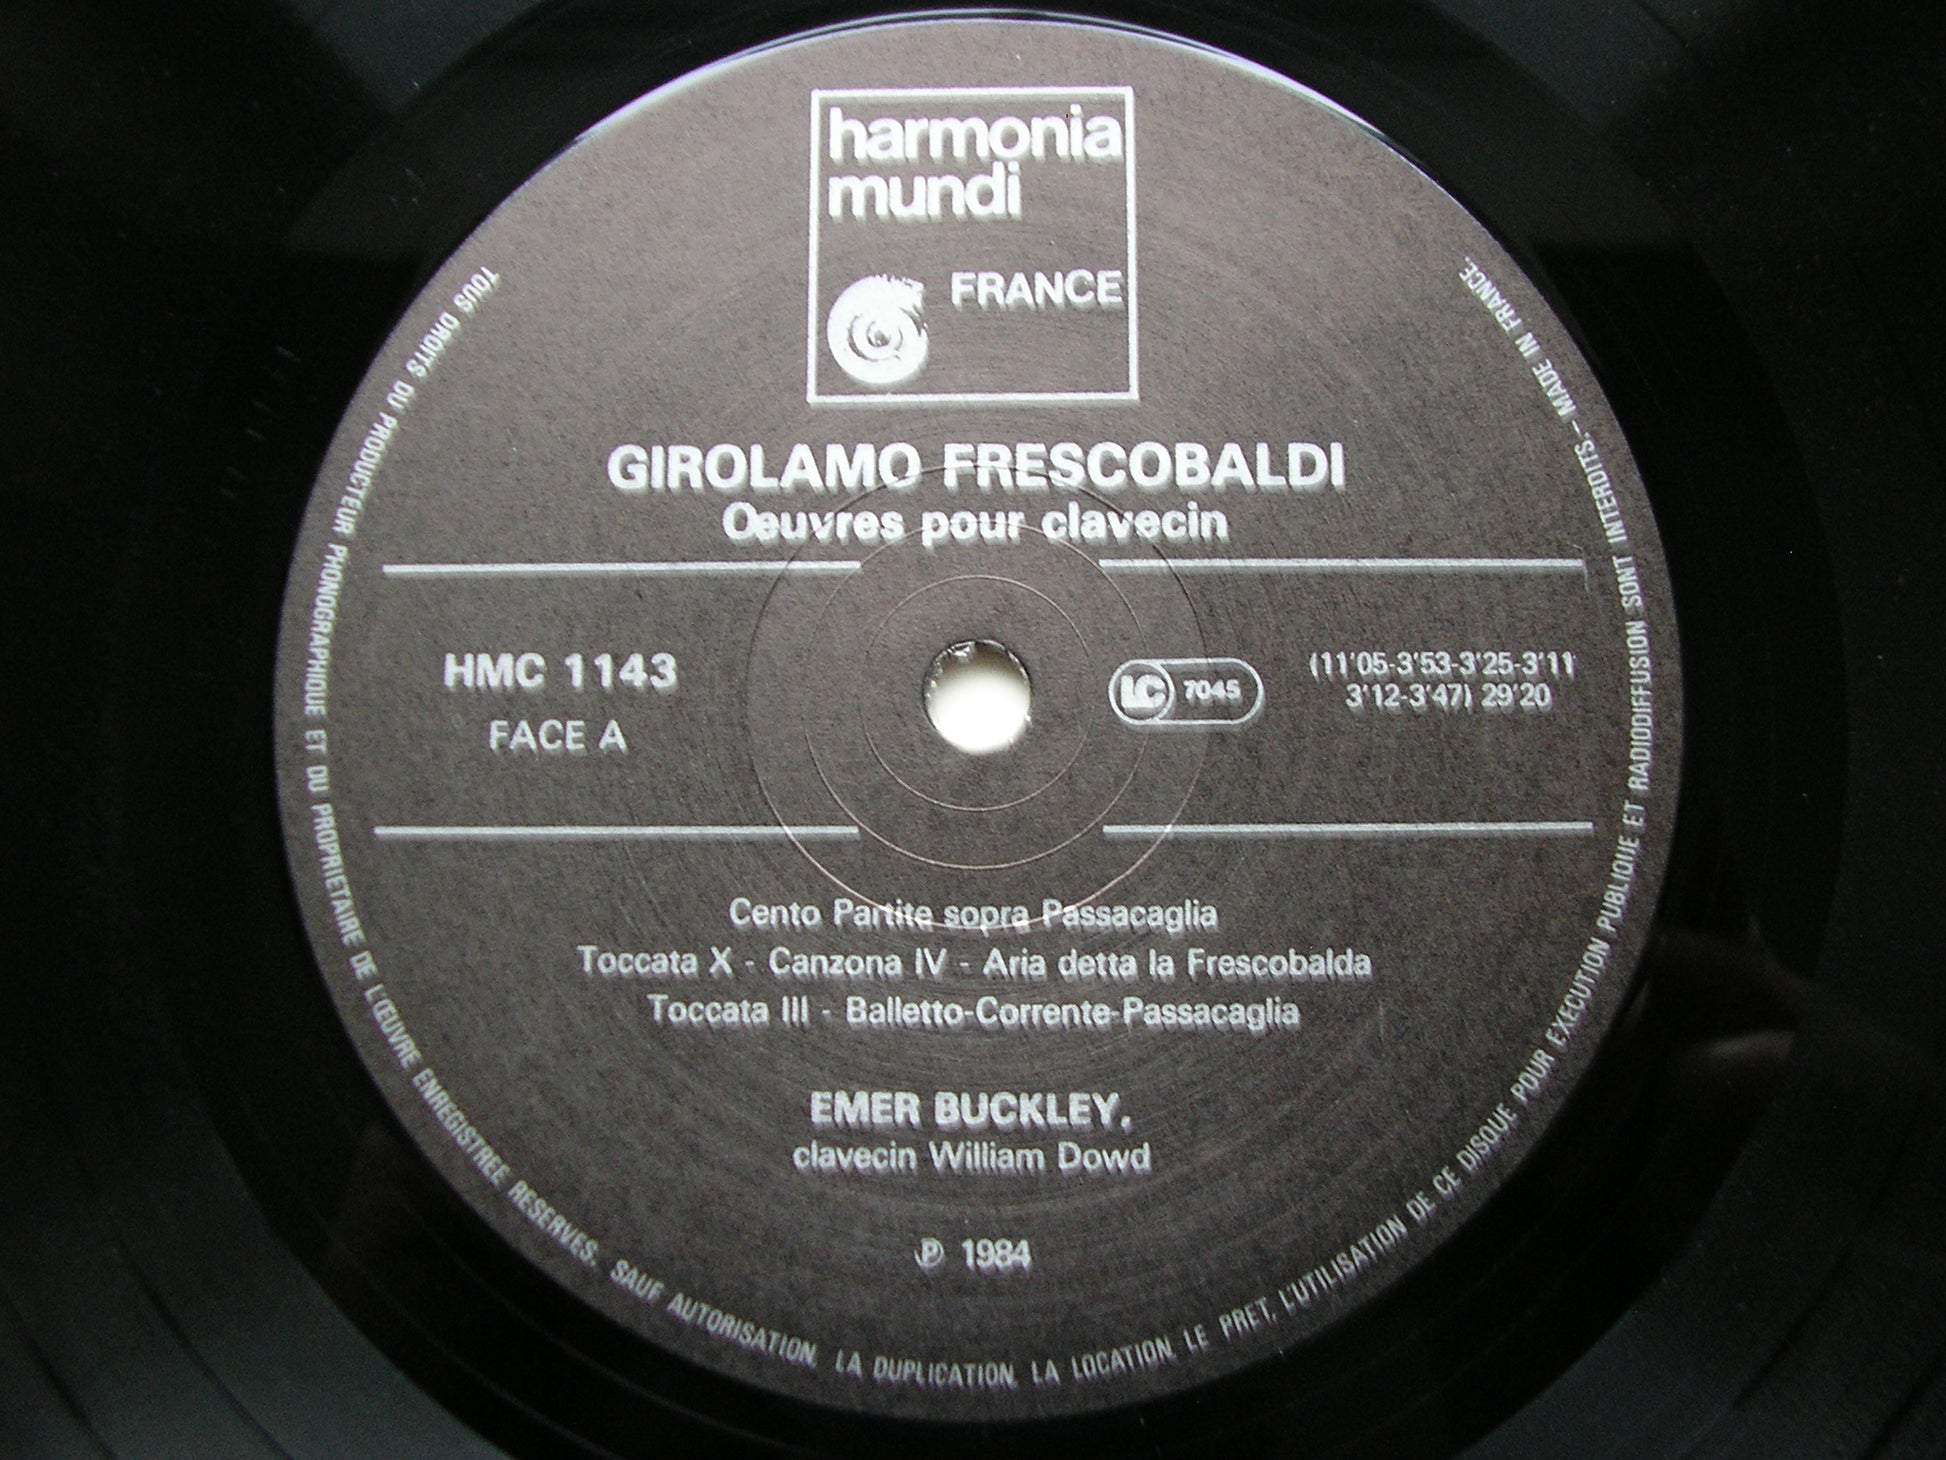 harmonia
mundi
FRANCE
GIROLAMO FRESCOBALDI
Oeuvres pour clavecin
HMC 1143
FACE A
LC 7045
(11'05-3'53-3'25-3'11
3'12-3'47) 29'20
Cento Partite sopra Passacaglia
Toccata X - Canzona IV - Aria detta la Frescobalda
Toccata III - Balletto-Corrente-Passacaglia
EMER BUCKLEY,
clavecin William Dowd
℗ 1984
TOUS DROITS DU PRODUCTEUR PHONOGRAPHIQUE ET DU PROPRIETAIRE DE L'ŒUVRE ENREGISTREE RESERVES. SAUF AUTORISATION, LA DUPLICATION, LA LOCATION, LE PRET, L'UTILISATION DE CE DISQUE POUR EXECUTION PUBLIQUE ET RADIODIFFUSION SONT INTERDITS.-MADE IN FRANCE.